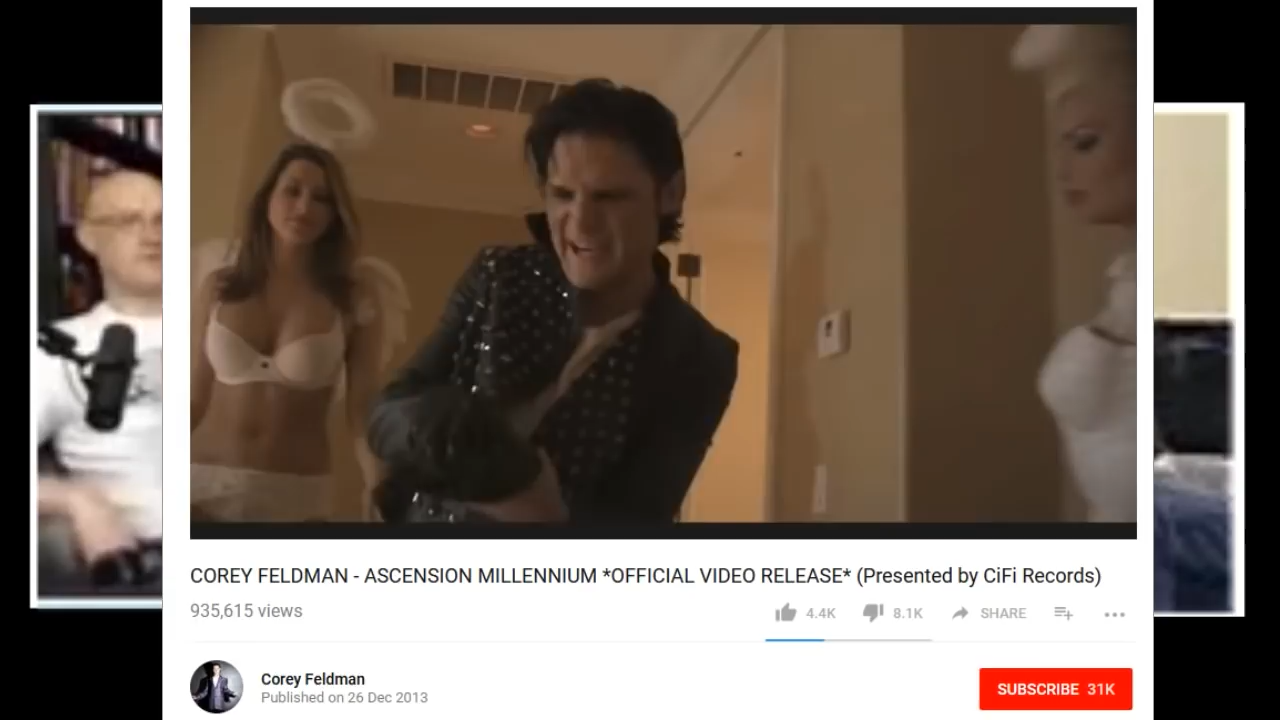 COREY FELDMAN - ASCENSION MILLENNIUM *OFFICIAL VIDEO RELEASE* (Presented by CiFi Records)
935,615 views
4.4K 8.1K SHARE
Corey Feldman
Published on 26 Dec 2013
SUBSCRIBE 31K